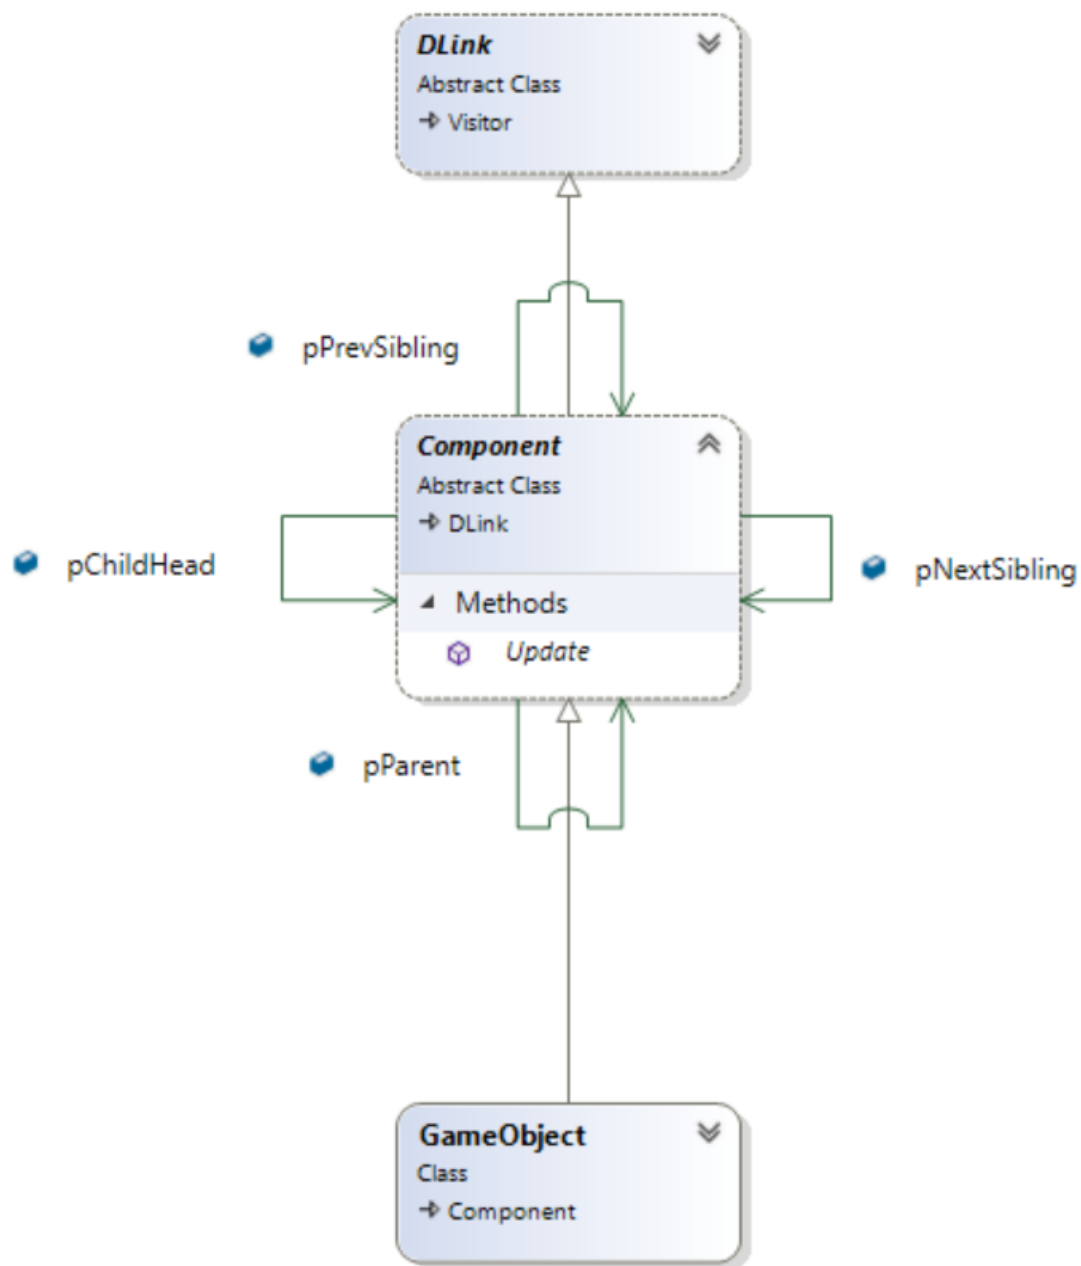 DLink
Abstract Class
Visitor
pPrevSibling
Component
Abstract Class
DLink
pChildHead
pNextSibling
Methods
Update
pParent
GameObject
Class
Component